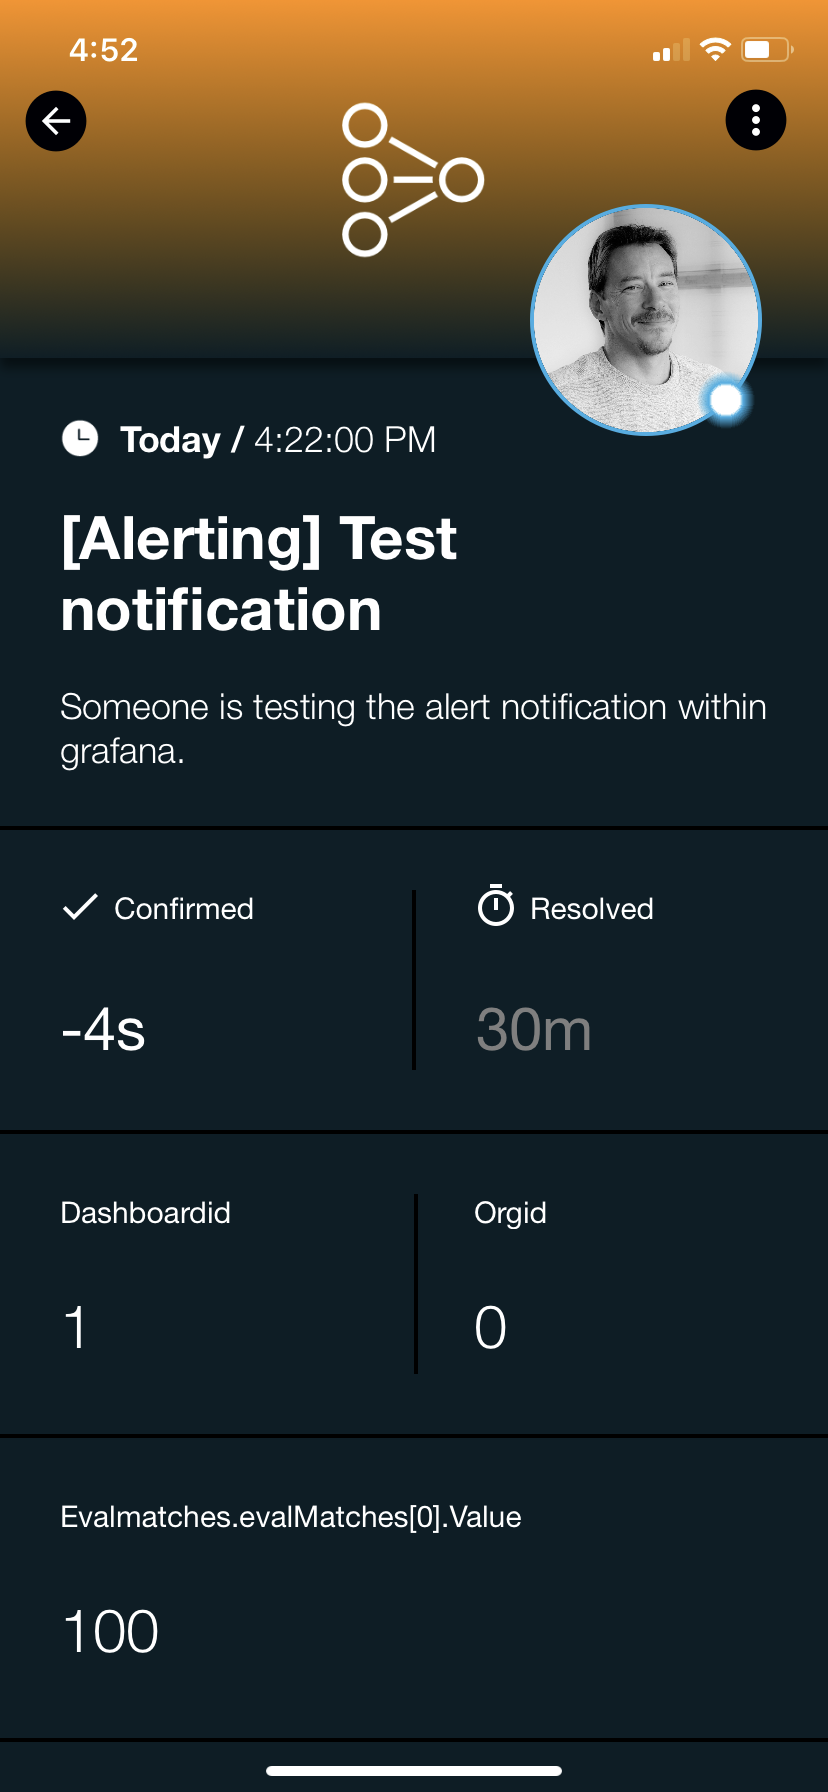 4:52
Today / 4:22:00 PM
[Alerting] Test
notification
Someone is testing the alert notification within
grafana.
Confirmed
Resolved
-4s
30m
Dashboardid
Orgid
1
0
Evalmatches.evalMatches[0].Value
100